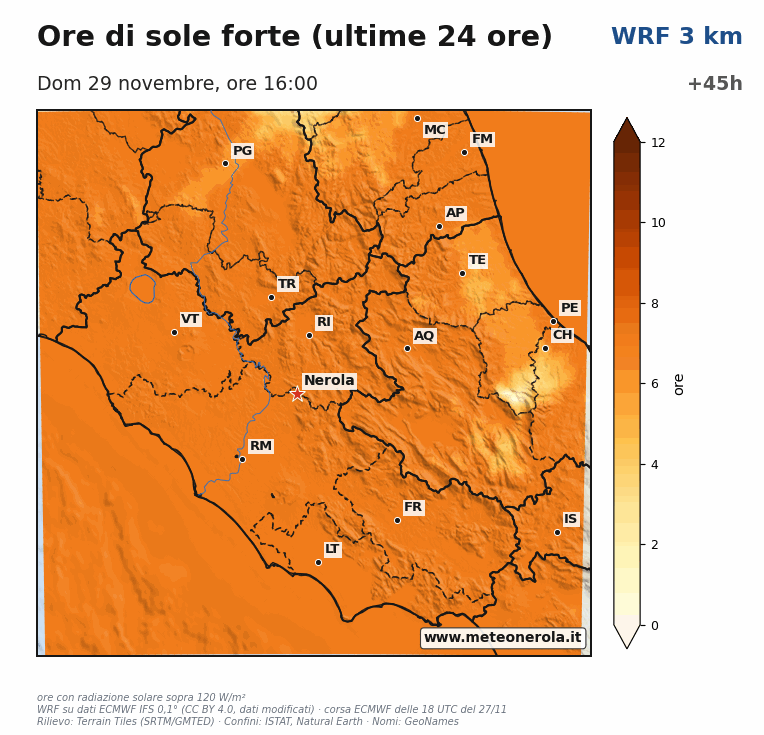 Ore di sole forte (ultime 24 ore)
WRF 3 km
Dom 29 novembre, ore 16:00
+45h
MC
FM
PG
AP
TE
TR
PE
VT
RI
CH
AQ
Nerola
RM
FR
IS
LT
www.meteonerola.it
12
10
8
6
4
2
0
ore
ore con radiazione solare sopra 120 W/m²
WRF su dati ECMWF IFS 0,1° (CC BY 4.0, dati modificati) · corsa ECMWF delle 18 UTC del 27/11
Rilievo: Terrain Tiles (SRTM/GMTED) · Confini: ISTAT, Natural Earth · Nomi: GeoNames